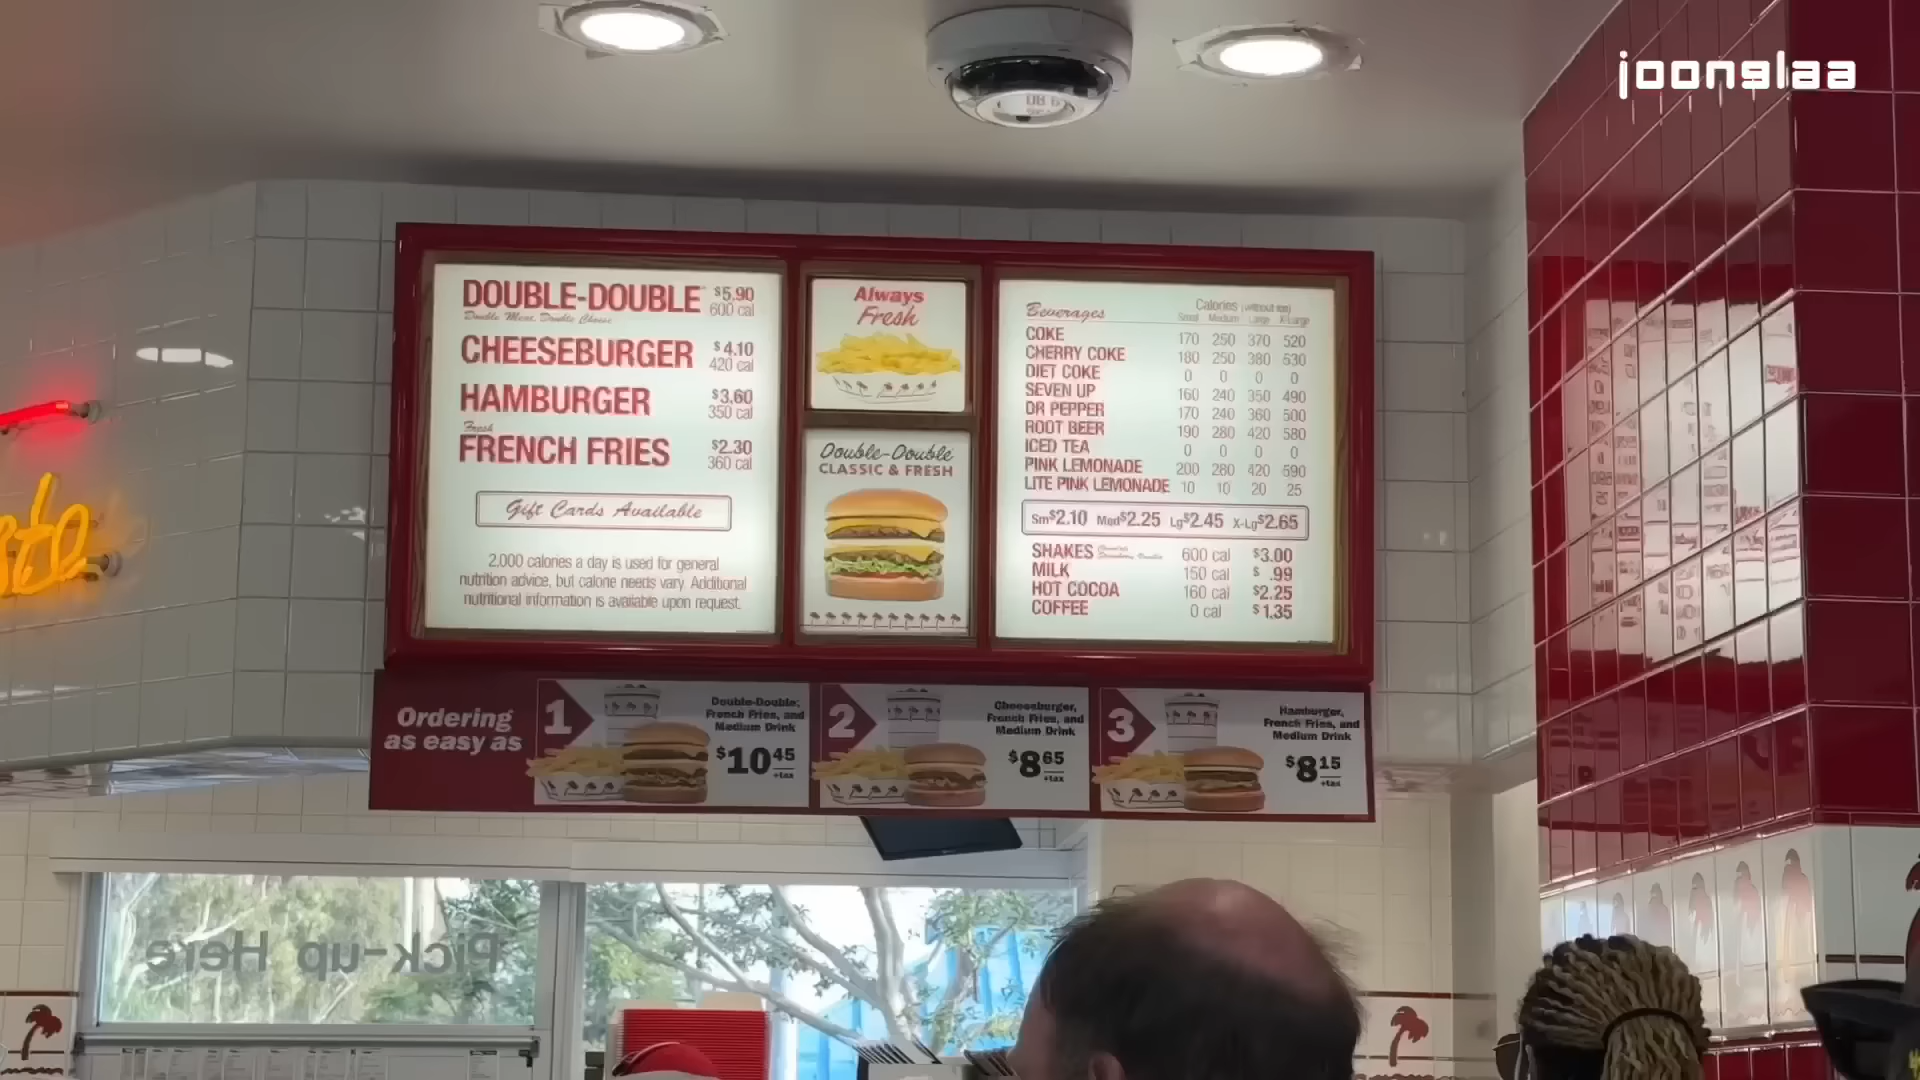 joonglaa
DOUBLE-DOUBLE $5.90
Double Meat, Double Cheese 600 cal
CHEESEBURGER $4.10
420 cal
HAMBURGER $3.60
350 cal
Fresh
FRENCH FRIES $2.30
360 cal
Gift Cards Available
2,000 calories a day is used for general
nutrition advice, but calorie needs vary. Additional
nutritional information is available upon request.
Always
Fresh
Double-Double
CLASSIC & FRESH
Beverages Calories (without ice)
Small Medium Large X-Large
COKE 170 250 370 520
CHERRY COKE 180 250 380 530
DIET COKE 0 0 0 0
SEVEN UP 160 240 350 490
DR PEPPER 170 240 360 500
ROOT BEER 190 280 420 580
ICED TEA 0 0 0 0
PINK LEMONADE 200 280 420 590
LITE PINK LEMONADE 10 10 20 25
Sm$2.10 Med$2.25 Lg$2.45 X-Lg$2.65
SHAKES 600 cal $3.00
MILK 150 cal $.99
HOT COCOA 160 cal $2.25
COFFEE 0 cal $1.35
Ordering
as easy as
1
Double-Double,
French Fries, and
Medium Drink
$10 45
+tax
2
Cheeseburger,
French Fries, and
Medium Drink
$8 65
+tax
3
Hamburger,
French Fries, and
Medium Drink
$8 15
+tax
Pick-up Here